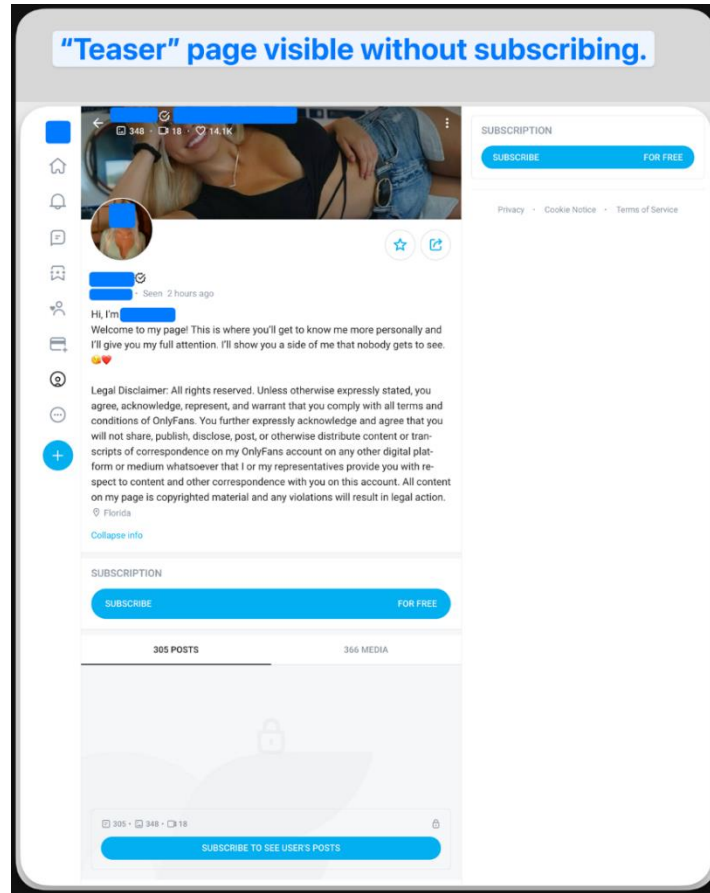 “Teaser” page visible without subscribing.
348 · 18 · 14.1K
SUBSCRIPTION
SUBSCRIBE FOR FREE
Privacy · Cookie Notice · Terms of Service
Seen 2 hours ago
Hi, I'm
Welcome to my page! This is where you'll get to know me more personally and
I'll give you my full attention. I'll show you a side of me that nobody gets to see.
😘❤️
Legal Disclaimer: All rights reserved. Unless otherwise expressly stated, you
agree, acknowledge, represent, and warrant that you comply with all terms and
conditions of OnlyFans. You further expressly acknowledge and agree that you
will not share, publish, disclose, post, or otherwise distribute content or tran-
scripts of correspondence on my OnlyFans account on any other digital plat-
form or medium whatsoever that I or my representatives provide you with re-
spect to content and other correspondence with you on this account. All content
on my page is copyrighted material and any violations will result in legal action.
Florida
Collapse info
SUBSCRIPTION
SUBSCRIBE FOR FREE
305 POSTS 366 MEDIA
305 · 348 · 18
SUBSCRIBE TO SEE USER'S POSTS